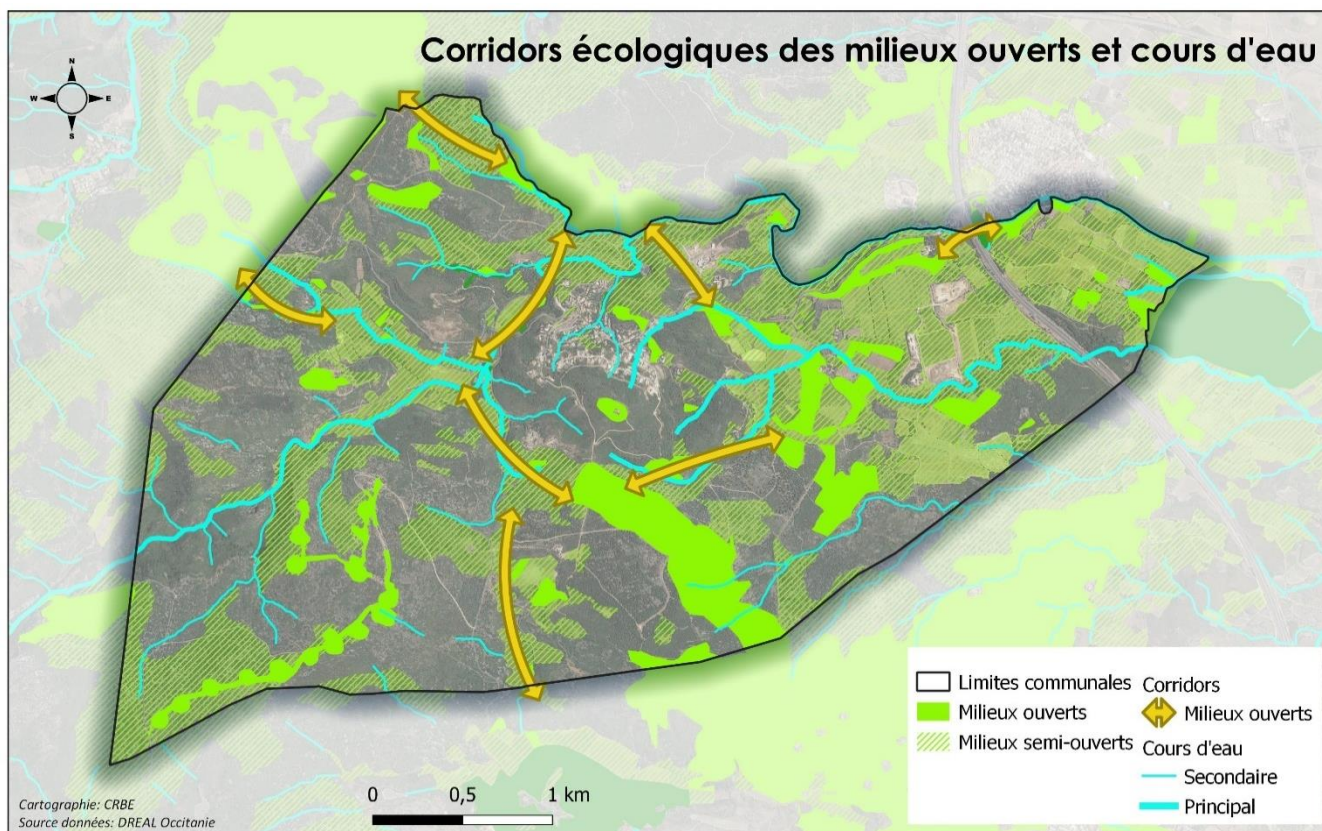 Corridors écologiques des milieux ouverts et cours d'eau
N
W E
S
Limites communales
Milieux ouverts
Milieux semi-ouverts
Corridors
Milieux ouverts
Cours d'eau
Secondaire
Principal
Cartographie: CRBE
Source données: DREAL Occitanie
0 0,5 1 km